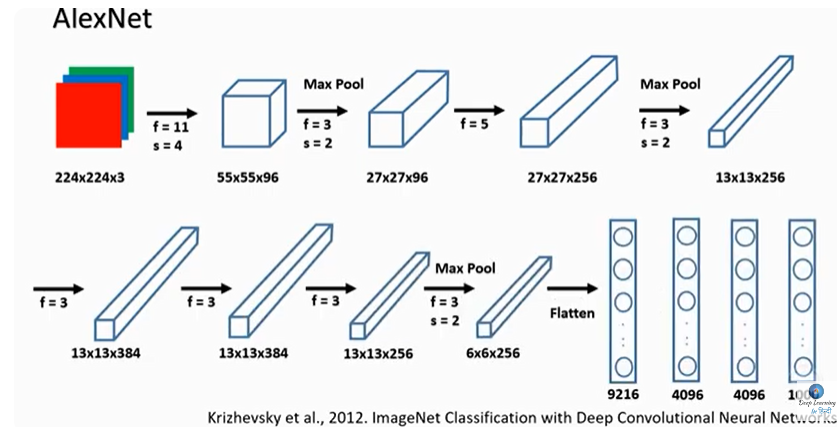 AlexNet
Max Pool
Max Pool
f = 11
s = 4
f = 3
s = 2
f = 5
f = 3
s = 2
224x224x3
55x55x96
27x27x96
27x27x256
13x13x256
Max Pool
f = 3
f = 3
f = 3
f = 3
s = 2
Flatten
13x13x384
13x13x384
13x13x256
6x6x256
9216
4096
4096
Deep Learning
Krizhevsky et al., 2012. ImageNet Classification with Deep Convolutional Neural Networks